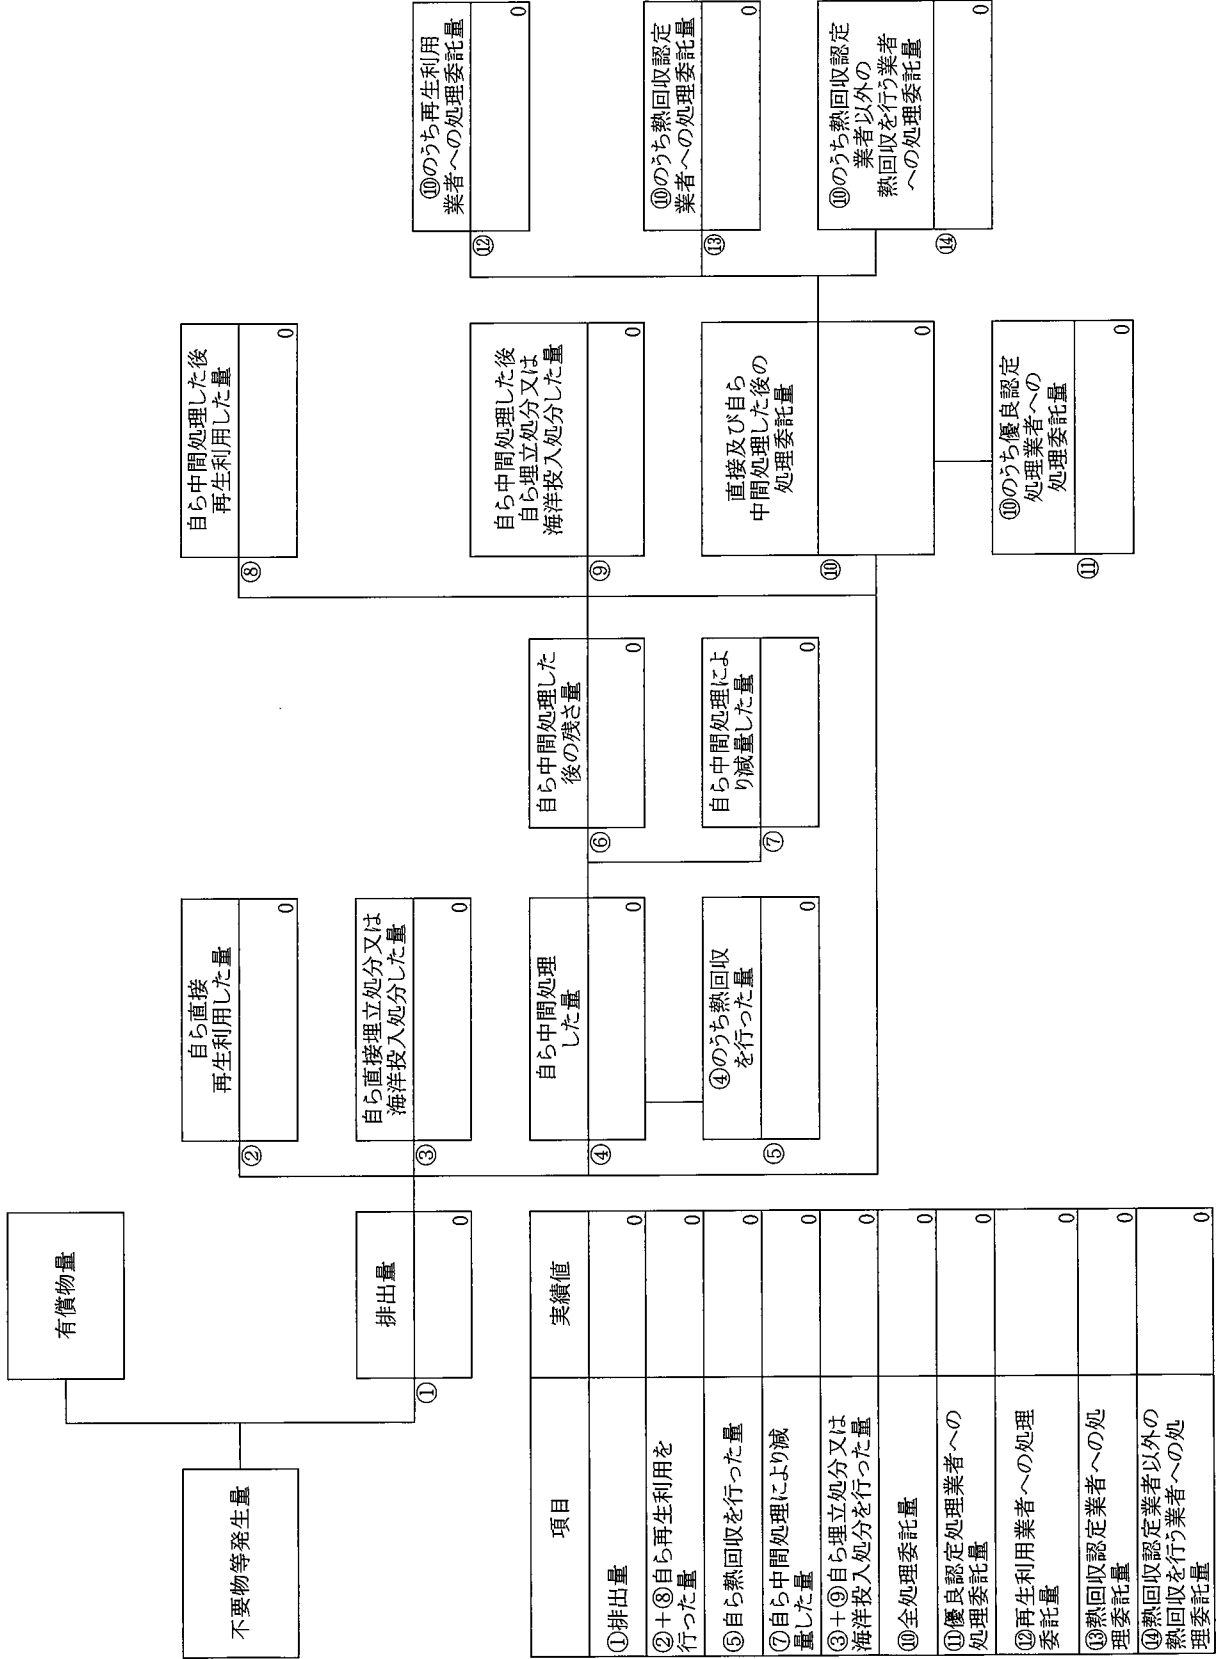 不要物等発生量
有償物量
①
排出量
0
②
自ら直接
再生利用した量
0
③
自ら直接埋立処分又は
海洋投入処分した量
0
④
自ら中間処理
した量
0
⑤
④のうち熱回収
を行った量
0
⑥
自ら中間処理した
後の残さ量
0
⑦
自ら中間処理によ
り減量した量
0
⑧
自ら中間処理した後
再生利用した量
0
⑨
自ら中間処理した後
自ら埋立処分又は
海洋投入処分した量
0
⑩
直接及び自ら
中間処理した後の
処理委託量
0
⑪
⑩のうち優良認定
処理業者への
処理委託量
0
⑫
⑩のうち再生利用
業者への処理委託量
0
⑬
⑩のうち熱回収認定
業者への処理委託量
0
⑭
⑩のうち熱回収認定
業者以外の
熱回収を行う業者
への処理委託量
0
項目 実績値
①排出量 0
②+⑧自ら再生利用を
行った量 0
⑤自ら熱回収を行った量 0
⑦自ら中間処理により減
量した量 0
③+⑨自ら埋立処分又は
海洋投入処分を行った量 0
⑩全処理委託量 0
⑪優良認定処理業者への
処理委託量 0
⑫再生利用業者への処理
委託量 0
⑬熱回収認定業者への処
理委託量 0
⑭熱回収認定業者以外の
熱回収を行う業者への処
理委託量 0